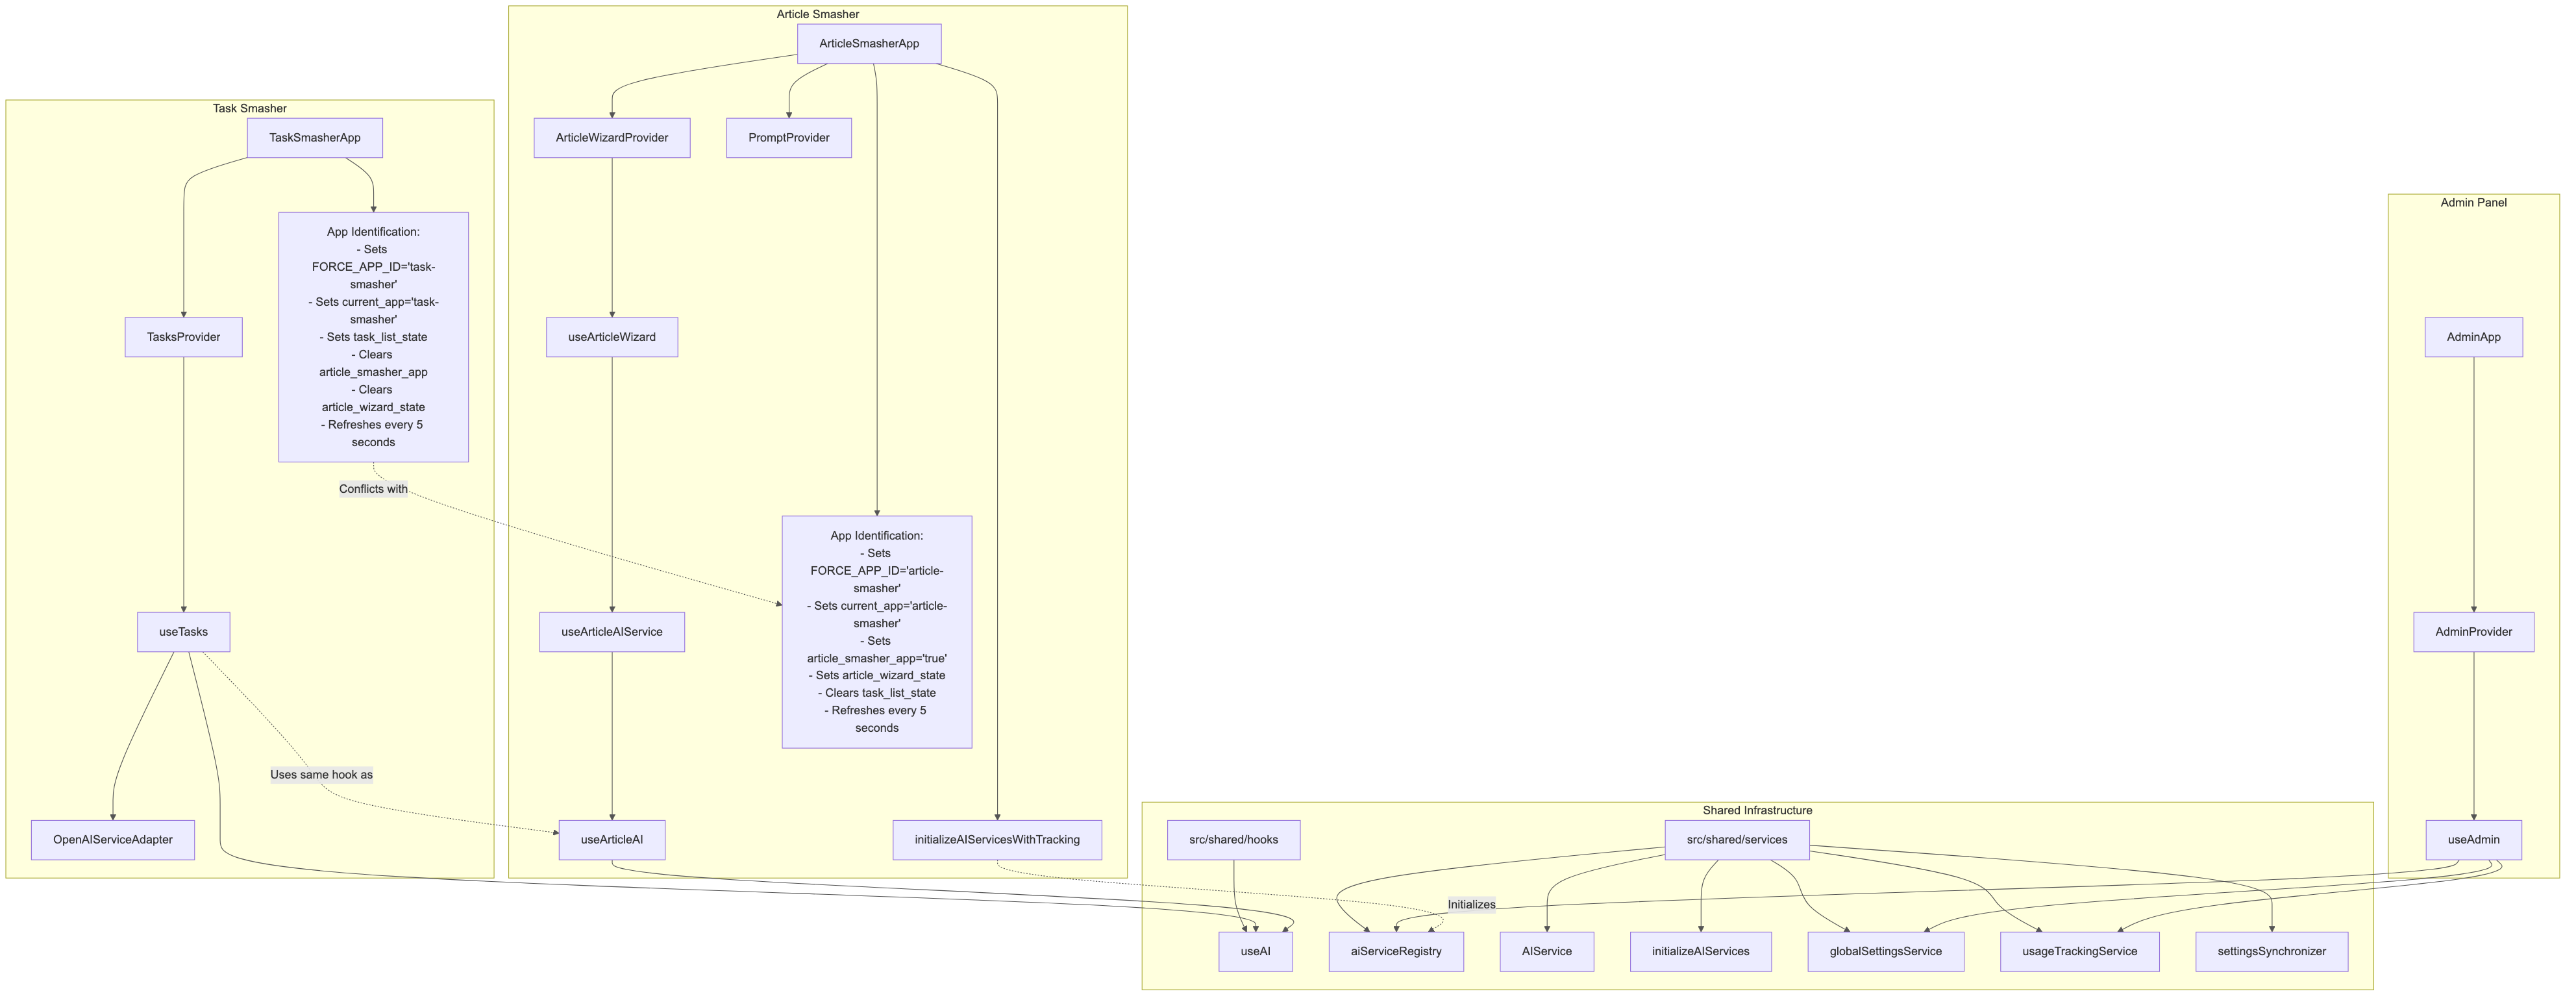 Article Smasher
ArticleSmasherApp
Task Smasher
TaskSmasherApp
ArticleWizardProvider
PromptProvider
Admin Panel
App Identification:
- Sets
FORCE_APP_ID='task-
smasher'
- Sets current_app='task-
smasher'
- Sets task_list_state
- Clears
article_smasher_app
- Clears
article_wizard_state
- Refreshes every 5
seconds
TasksProvider
useArticleWizard
AdminApp
Conflicts with
App Identification:
- Sets
FORCE_APP_ID='article-
smasher'
- Sets current_app='article-
smasher'
- Sets
article_smasher_app='true'
- Sets article_wizard_state
- Clears task_list_state
- Refreshes every 5
seconds
useTasks
useArticleAIService
AdminProvider
Uses same hook as
Shared Infrastructure
OpenAIServiceAdapter
useArticleAI
initializeAIServicesWithTracking
src/shared/hooks
src/shared/services
useAdmin
Initializes
useAI
aiServiceRegistry
AIService
initializeAIServices
globalSettingsService
usageTrackingService
settingsSynchronizer